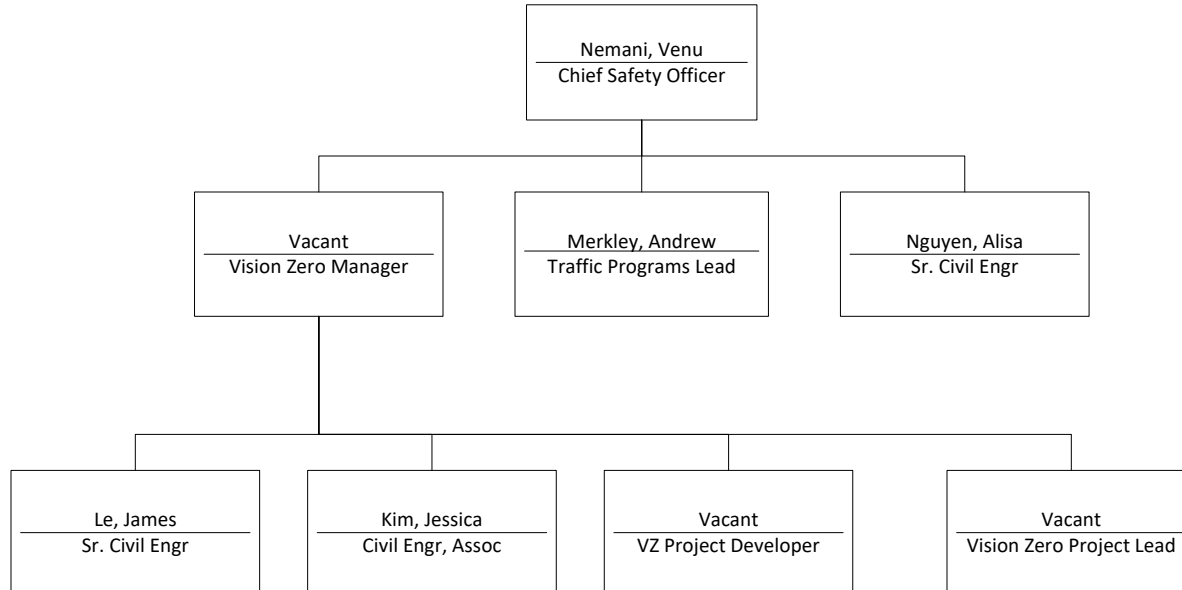 Nemani, Venu
Chief Safety Officer
Vacant
Vision Zero Manager
Merkley, Andrew
Traffic Programs Lead
Nguyen, Alisa
Sr. Civil Engr
Le, James
Sr. Civil Engr
Kim, Jessica
Civil Engr, Assoc
Vacant
VZ Project Developer
Vacant
Vision Zero Project Lead